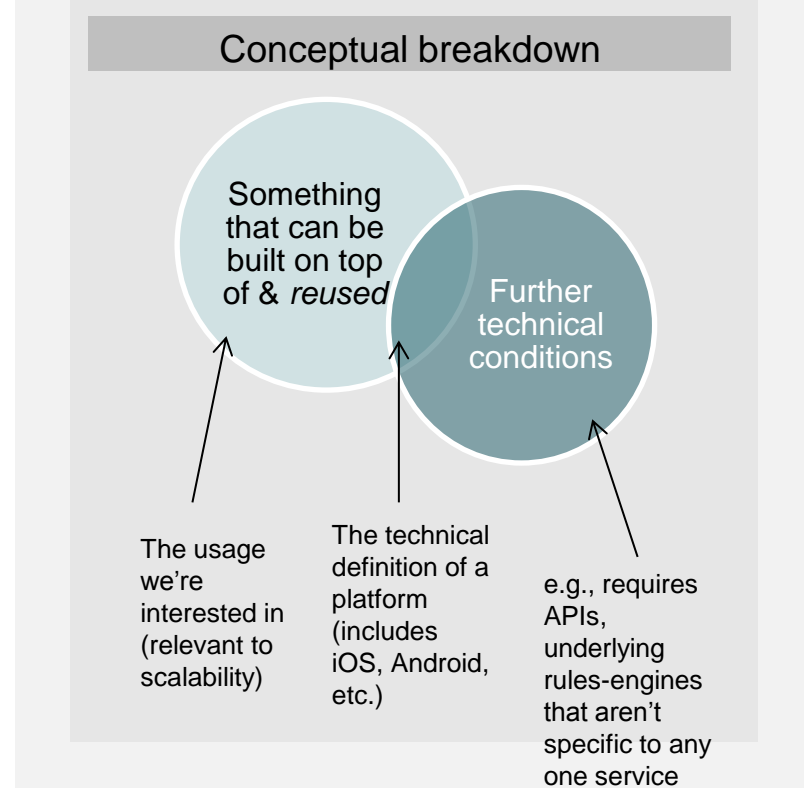 Conceptual breakdown
Something
that can be
built on top
of & reused
Further
technical
conditions
The usage
we're
interested in
(relevant to
scalability)
The technical
definition of a
platform
(includes
iOS, Android,
etc.)
e.g., requires
APIs,
underlying
rules-engines
that aren't
specific to any
one service